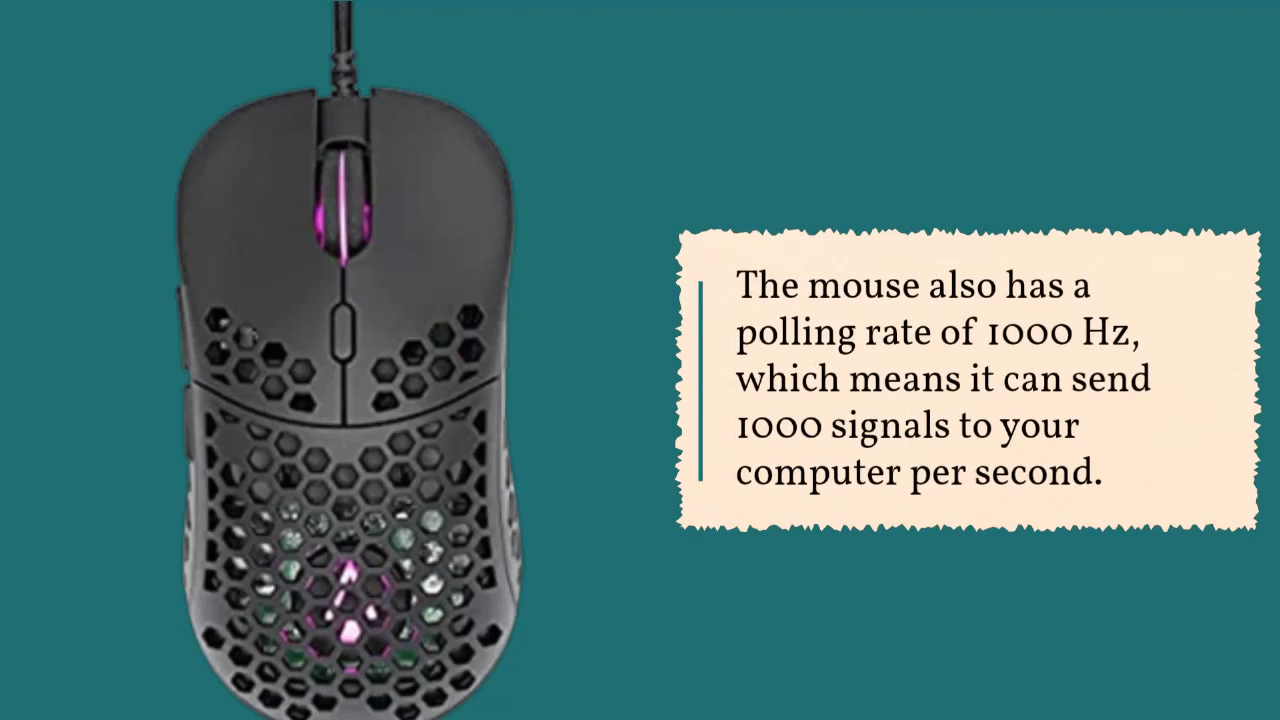 The mouse also has a
polling rate of 1000 Hz,
which means it can send
1000 signals to your
computer per second.